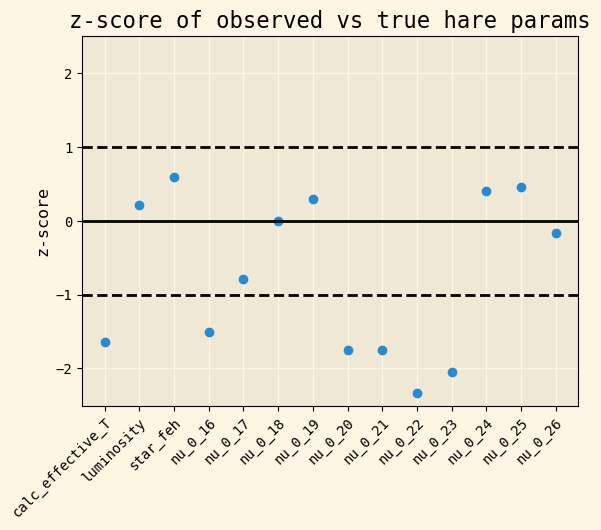 z-score of observed vs true hare params
z-score
2
1
0
−1
−2
calc_effective_T
luminosity
star_feh
nu_0_16
nu_0_17
nu_0_18
nu_0_19
nu_0_20
nu_0_21
nu_0_22
nu_0_23
nu_0_24
nu_0_25
nu_0_26